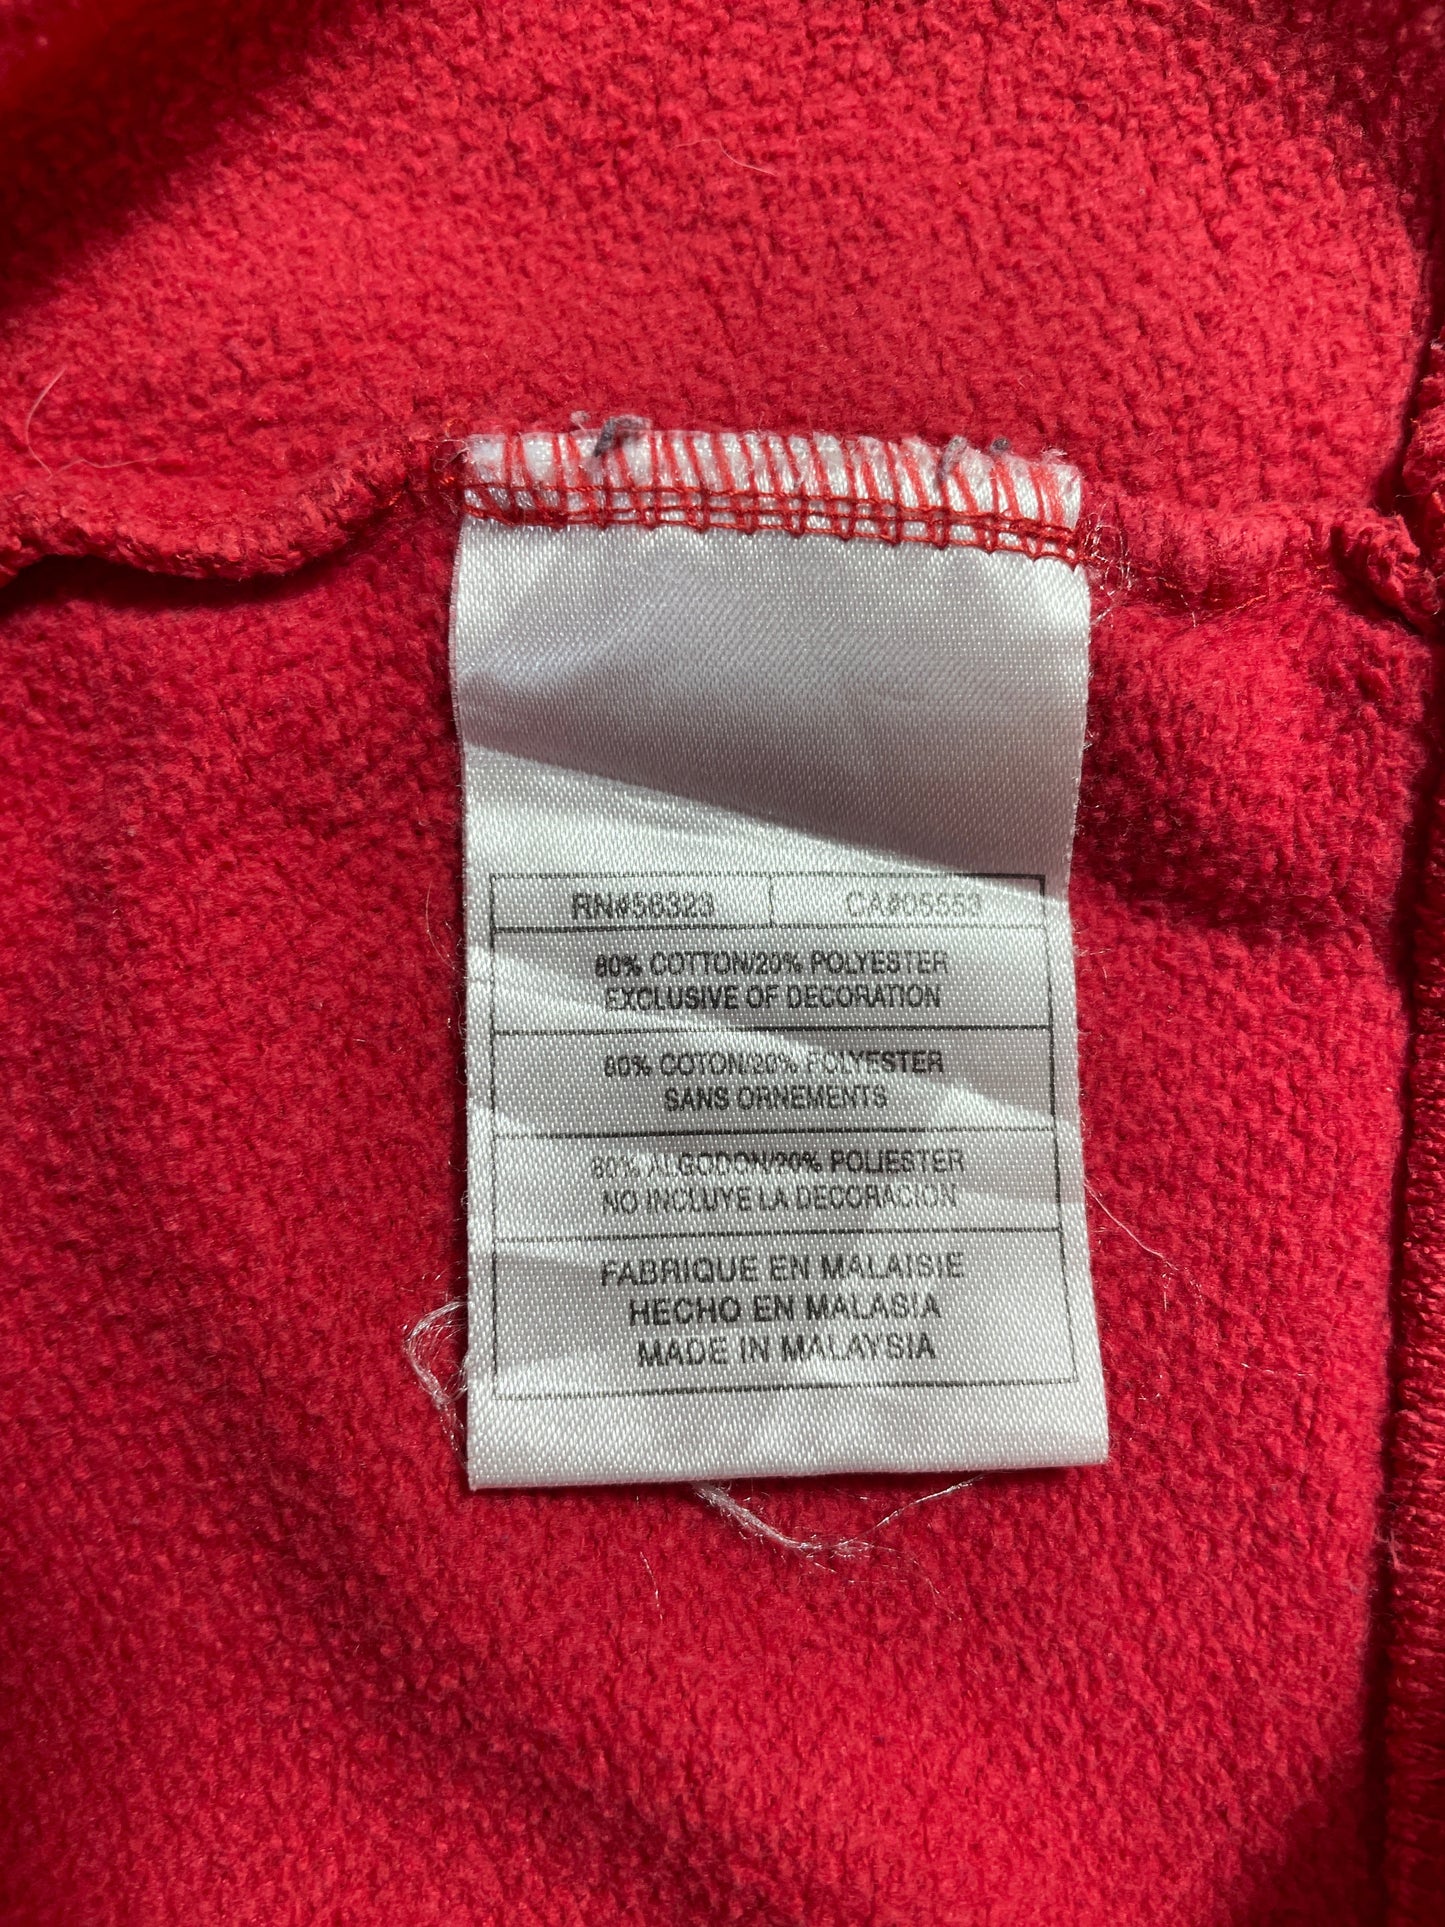 RN#56323 CA#05553
80% COTTON/20% POLYESTER
EXCLUSIVE OF DECORATION
80% COTON/20% POLYESTER
SANS ORNEMENTS
80% ALGODON/20% POLIESTER
NO INCLUYE LA DECORACION
FABRIQUE EN MALAISIE
HECHO EN MALASIA
MADE IN MALAYSIA